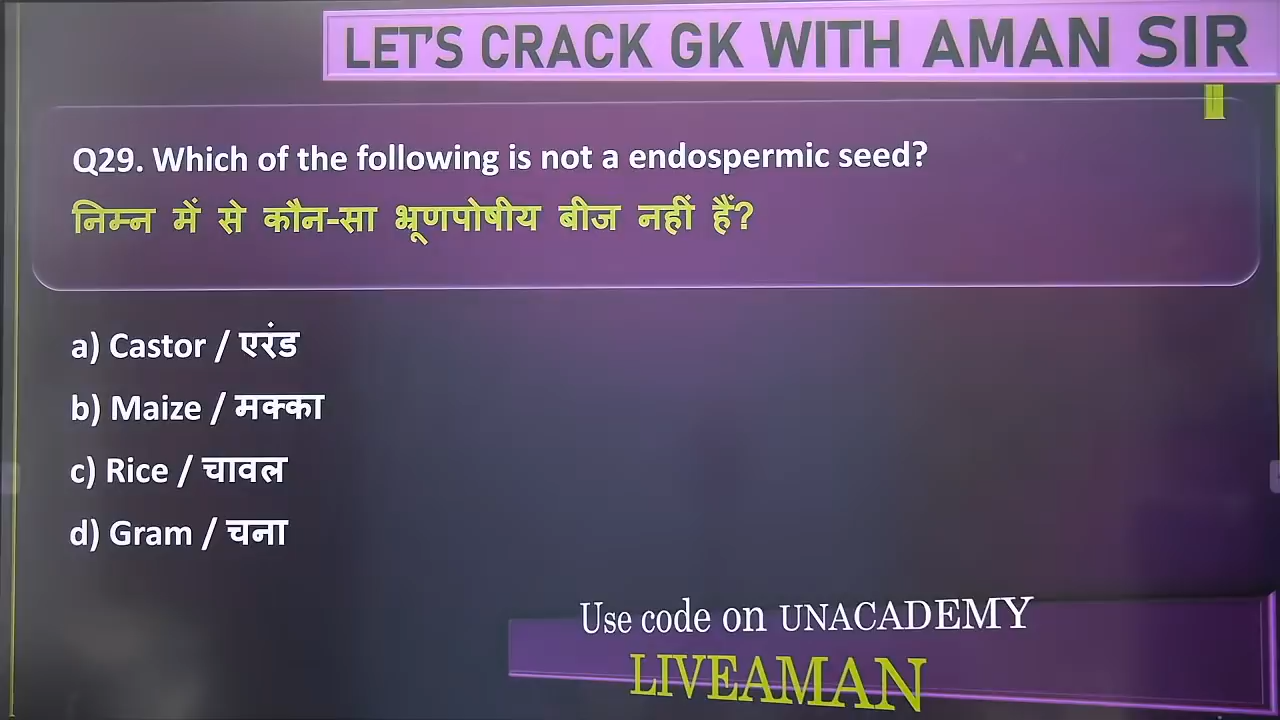 LET'S CRACK GK WITH AMAN SIR
Q29. Which of the following is not a endospermic seed?
निम्न में से कौन-सा भ्रूणपोषीय बीज नहीं हैं?
a) Castor / एरंड
b) Maize / मक्का
c) Rice / चावल
d) Gram / चना
Use code on UNACADEMY
LIVEAMAN